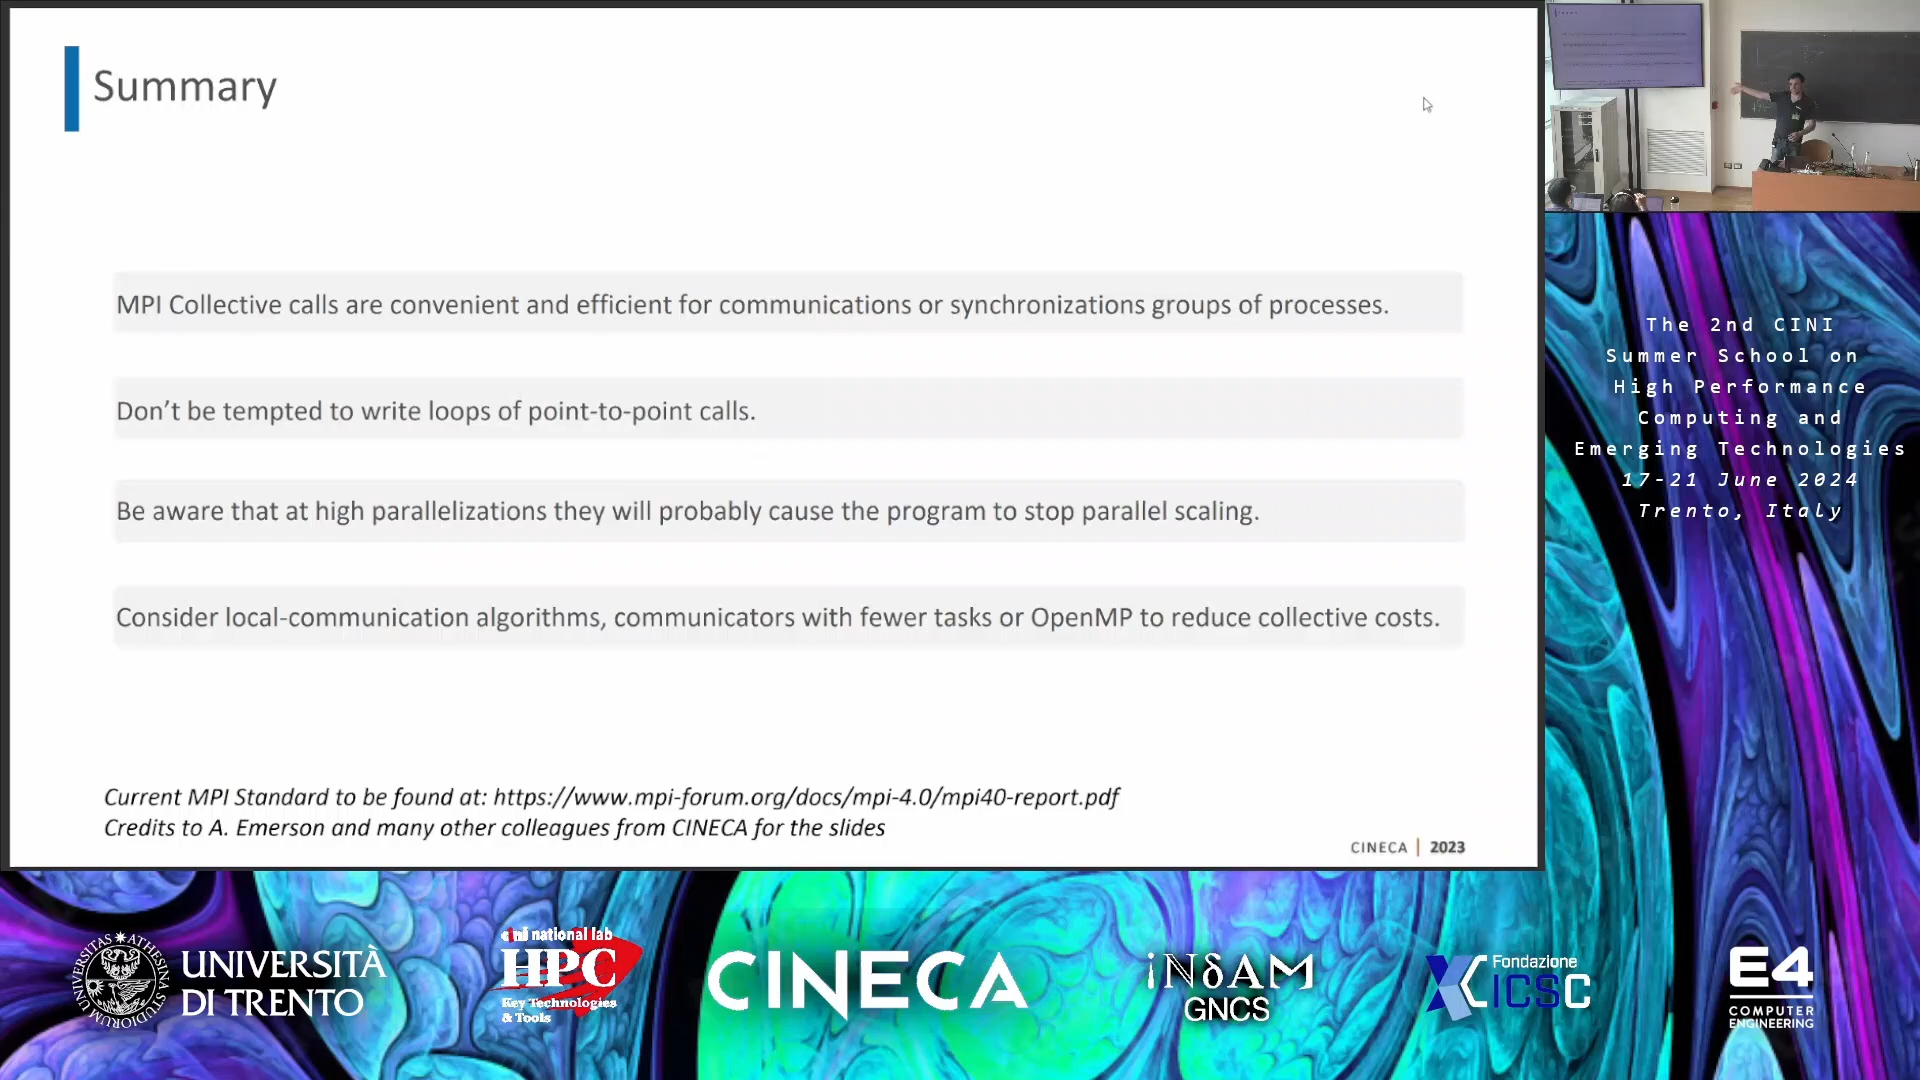 Summary
MPI Collective calls are convenient and efficient for communications or synchronizations groups of processes.
Don't be tempted to write loops of point-to-point calls.
Be aware that at high parallelizations they will probably cause the program to stop parallel scaling.
Consider local-communication algorithms, communicators with fewer tasks or OpenMP to reduce collective costs.
Current MPI Standard to be found at: https://www.mpi-forum.org/docs/mpi-4.0/mpi40-report.pdf
Credits to A. Emerson and many other colleagues from CINECA for the slides
CINECA | 2023
The 2nd CINI
Summer School on
High Performance
Computing and
Emerging Technologies
17-21 June 2024
Trento, Italy
UNIVERSITÀ
DI TRENTO
cini national lab
HPC
Key Technologies
& Tools
CINECA
iNδAM
GNCS
Fondazione
ICSC
E4
COMPUTER
ENGINEERING